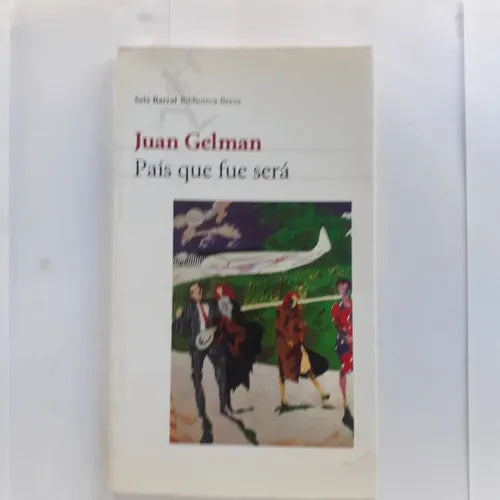 Seix Barral Biblioteca Breve
Juan Gelman
País que fue será